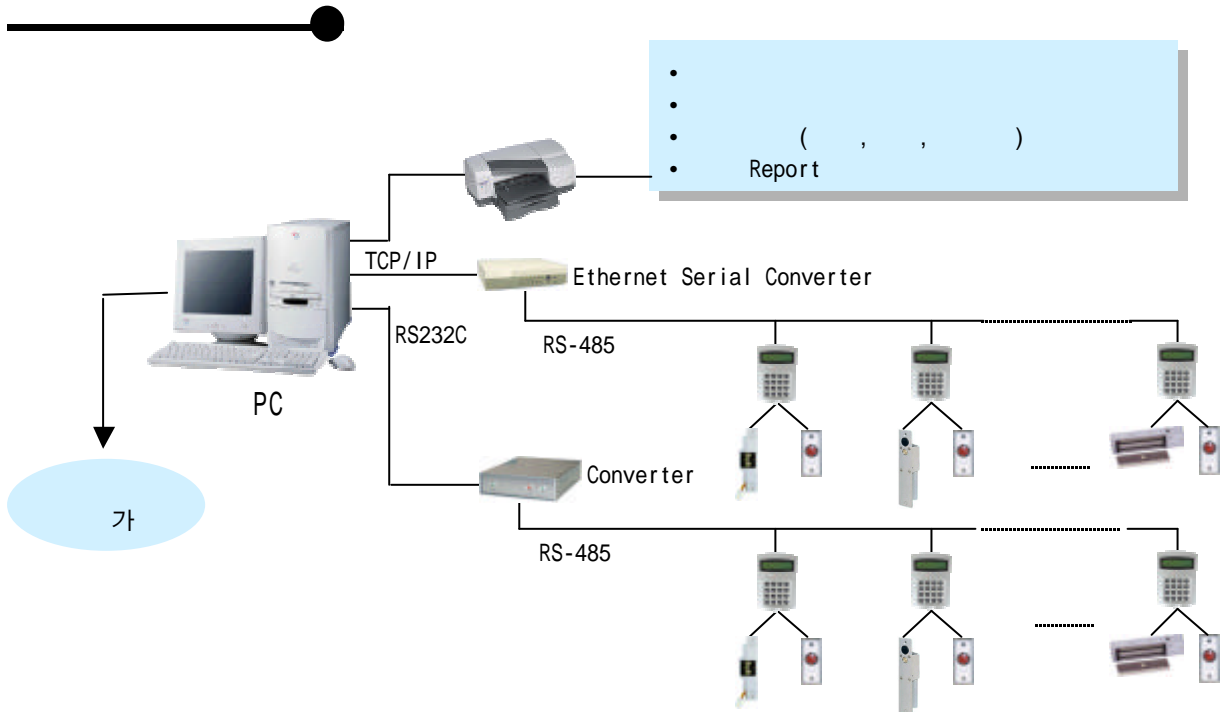 •
•
• ( , , )
• Report
TCP/IP
Ethernet Serial Converter
RS232C
RS-485
PC
Converter
가
RS-485